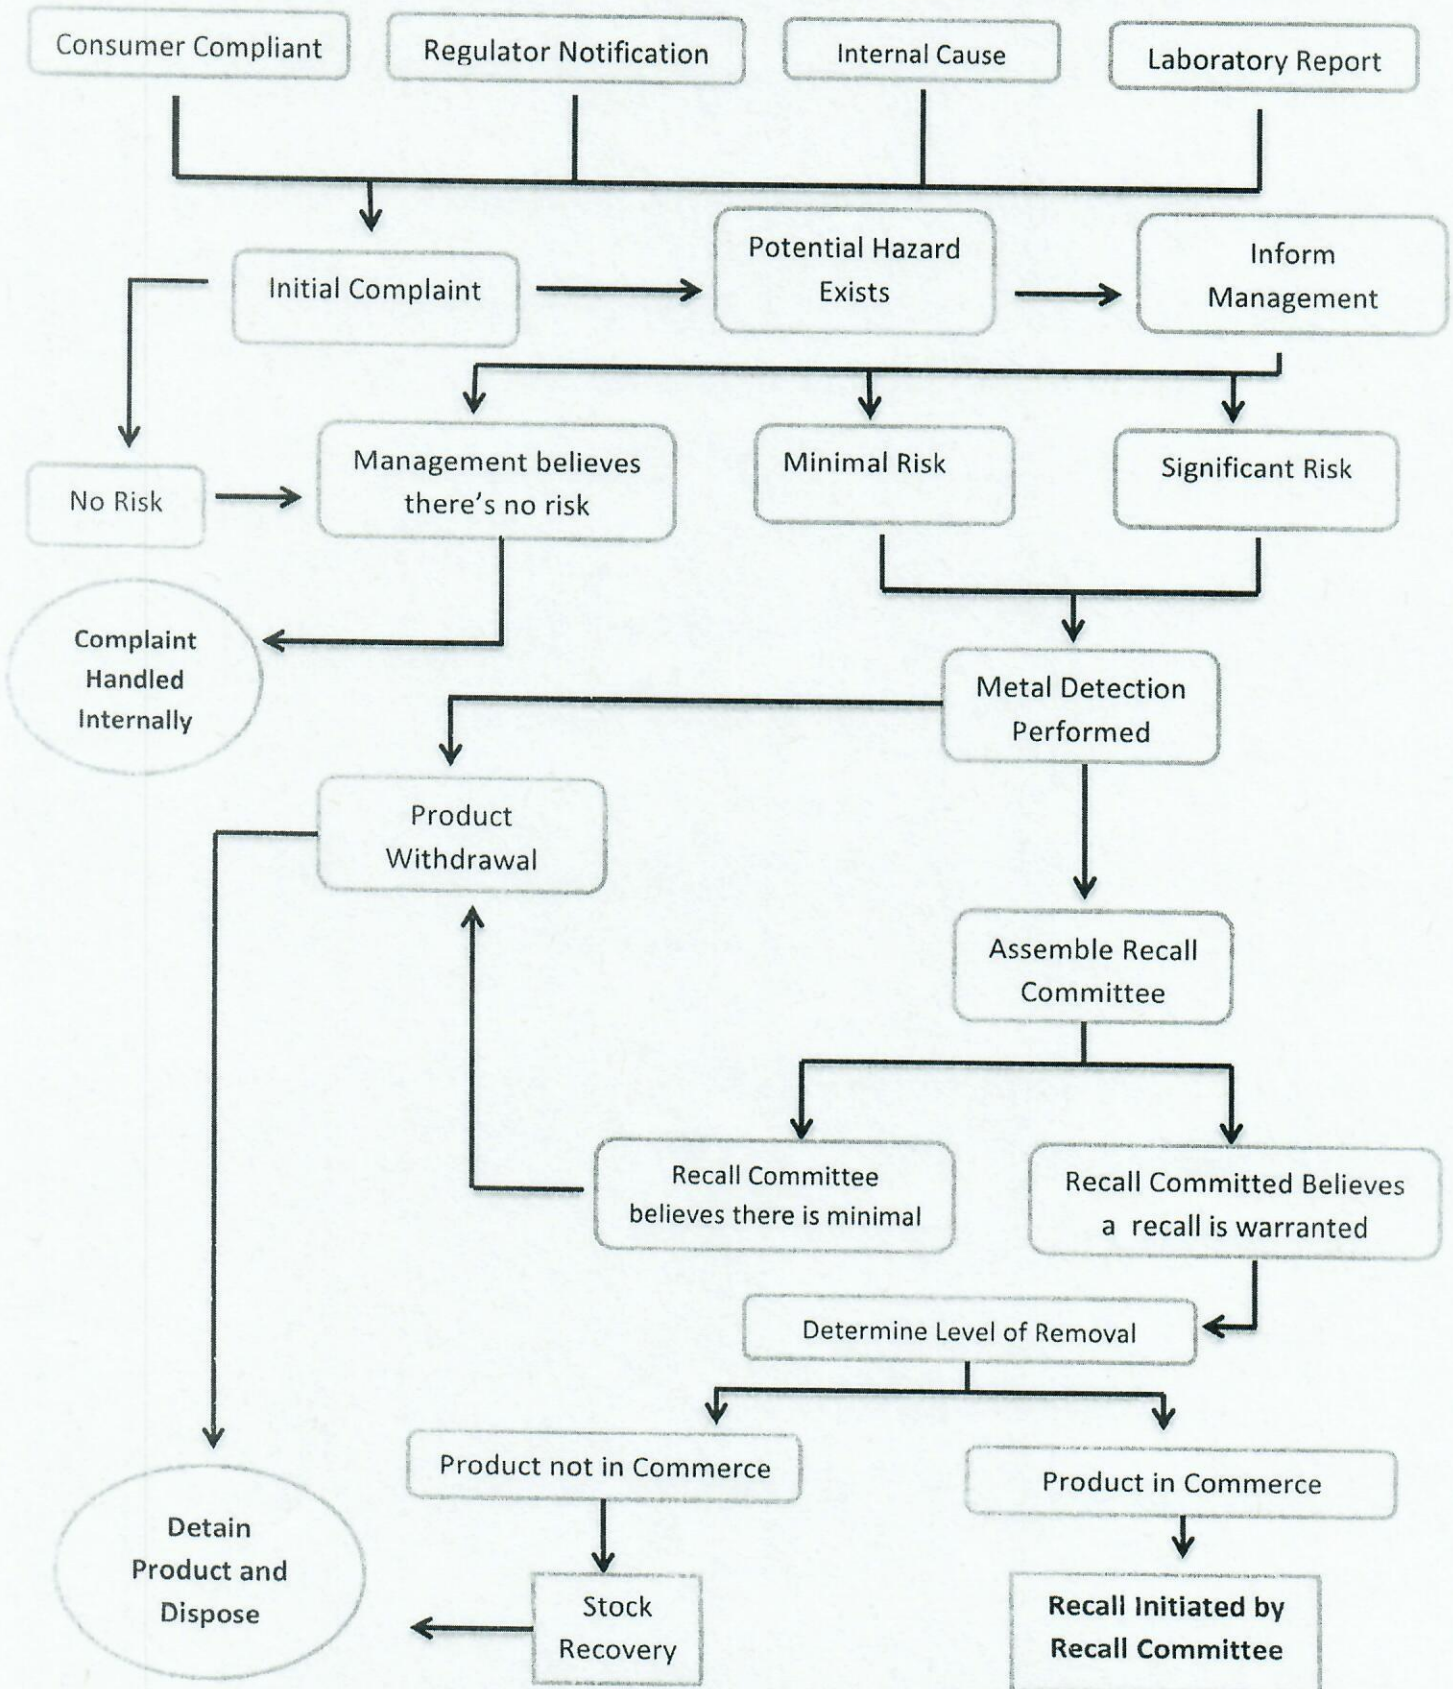 Consumer Compliant
Regulator Notification
Internal Cause
Laboratory Report
Initial Complaint
Potential Hazard
Exists
Inform
Management
No Risk
Management believes
there's no risk
Minimal Risk
Significant Risk
Complaint
Handled
Internally
Metal Detection
Performed
Product
Withdrawal
Assemble Recall
Committee
Recall Committee
believes there is minimal
Recall Committed Believes
a recall is warranted
Determine Level of Removal
Product not in Commerce
Product in Commerce
Detain
Product and
Dispose
Stock
Recovery
Recall Initiated by
Recall Committee